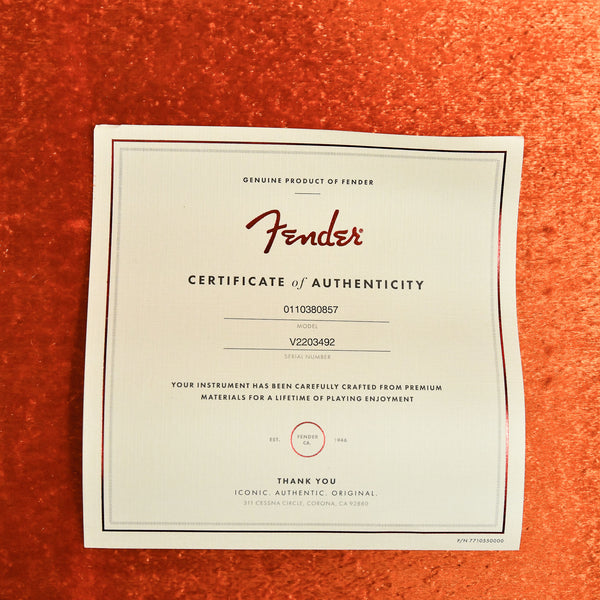 GENUINE PRODUCT OF FENDER
Fender®
CERTIFICATE of AUTHENTICITY
0110380857
MODEL
V2203492
SERIAL NUMBER
YOUR INSTRUMENT HAS BEEN CAREFULLY CRAFTED FROM PREMIUM
MATERIALS FOR A LIFETIME OF PLAYING ENJOYMENT
EST. FENDER CA. 1946
THANK YOU
ICONIC. AUTHENTIC. ORIGINAL.
311 CESSNA CIRCLE, CORONA, CA 92880
P/N 7710550000